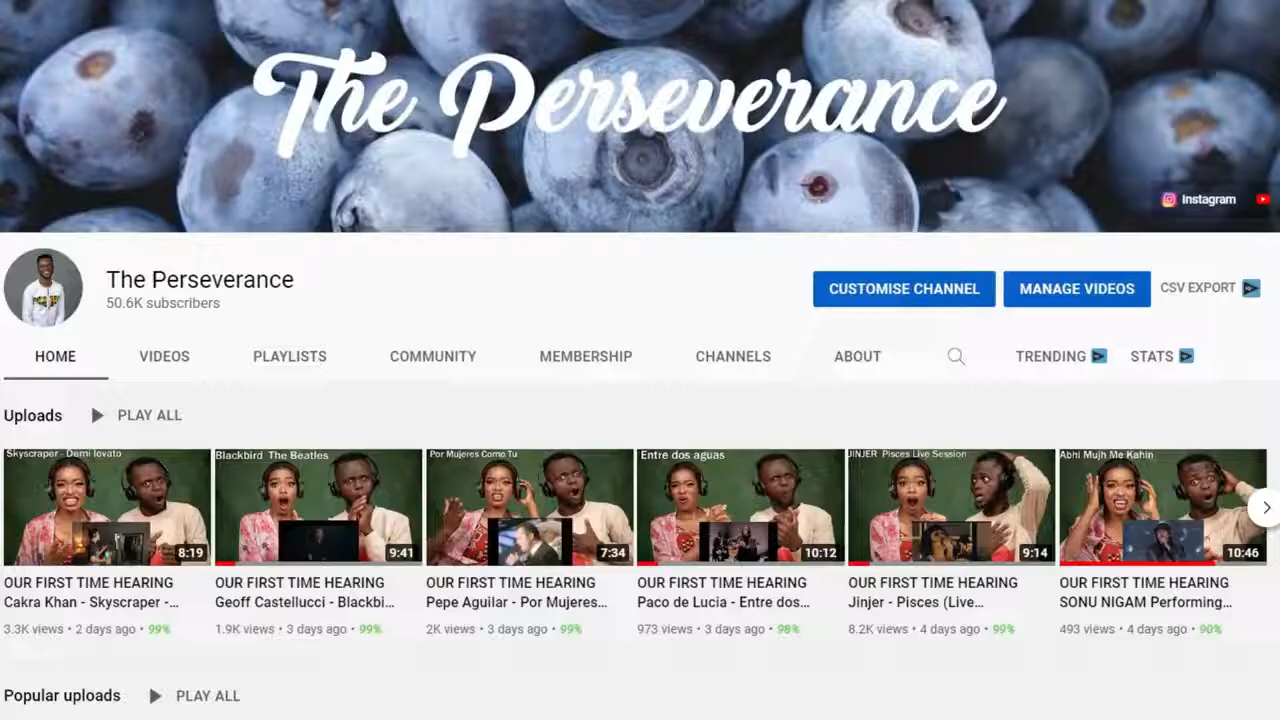 The Perseverance
Instagram
The Perseverance
50.6K subscribers
CUSTOMISE CHANNEL
MANAGE VIDEOS
CSV EXPORT
HOME
VIDEOS
PLAYLISTS
COMMUNITY
MEMBERSHIP
CHANNELS
ABOUT
TRENDING
STATS
Uploads
PLAY ALL
Skyscraper - Demi lovato
8:19
OUR FIRST TIME HEARING
Cakra Khan - Skyscraper -...
3.3K views • 2 days ago • 99%
Blackbird The Beatles
9:41
OUR FIRST TIME HEARING
Geoff Castellucci - Blackbi...
1.9K views • 3 days ago • 99%
Por Mujeres Como Tu
7:34
OUR FIRST TIME HEARING
Pepe Aguilar - Por Mujeres...
2K views • 3 days ago • 99%
Entre dos aguas
10:12
OUR FIRST TIME HEARING
Paco de Lucia - Entre dos...
973 views • 3 days ago • 98%
JINJER Pisces Live Session
9:14
OUR FIRST TIME HEARING
Jinjer - Pisces (Live...
8.2K views • 4 days ago • 99%
Abhi Mujh Me Kahin
10:46
OUR FIRST TIME HEARING
SONU NIGAM Performing...
493 views • 4 days ago • 90%
Popular uploads
PLAY ALL